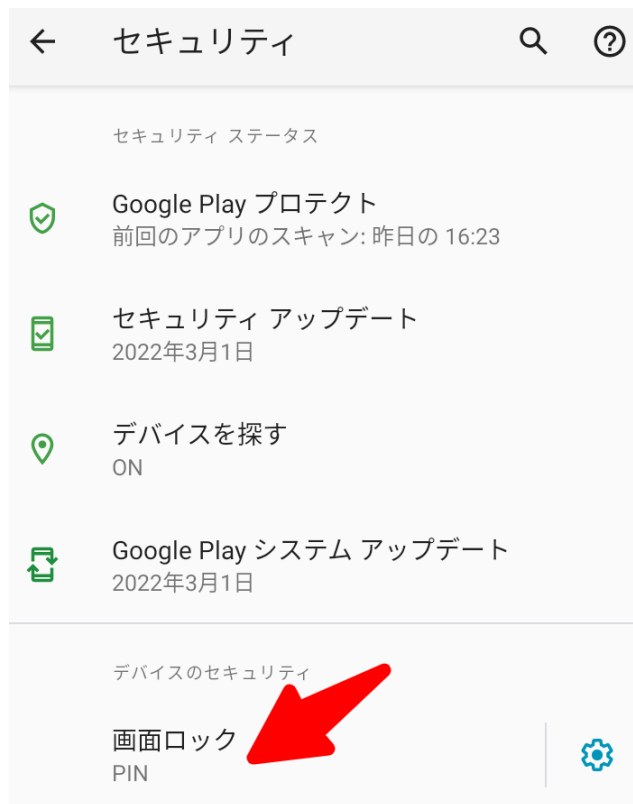 セキュリティ
セキュリティ ステータス
Google Play プロテクト
前回のアプリのスキャン: 昨日の 16:23
セキュリティ アップデート
2022年3月1日
デバイスを探す
ON
Google Play システム アップデート
2022年3月1日
デバイスのセキュリティ
画面ロック
PIN